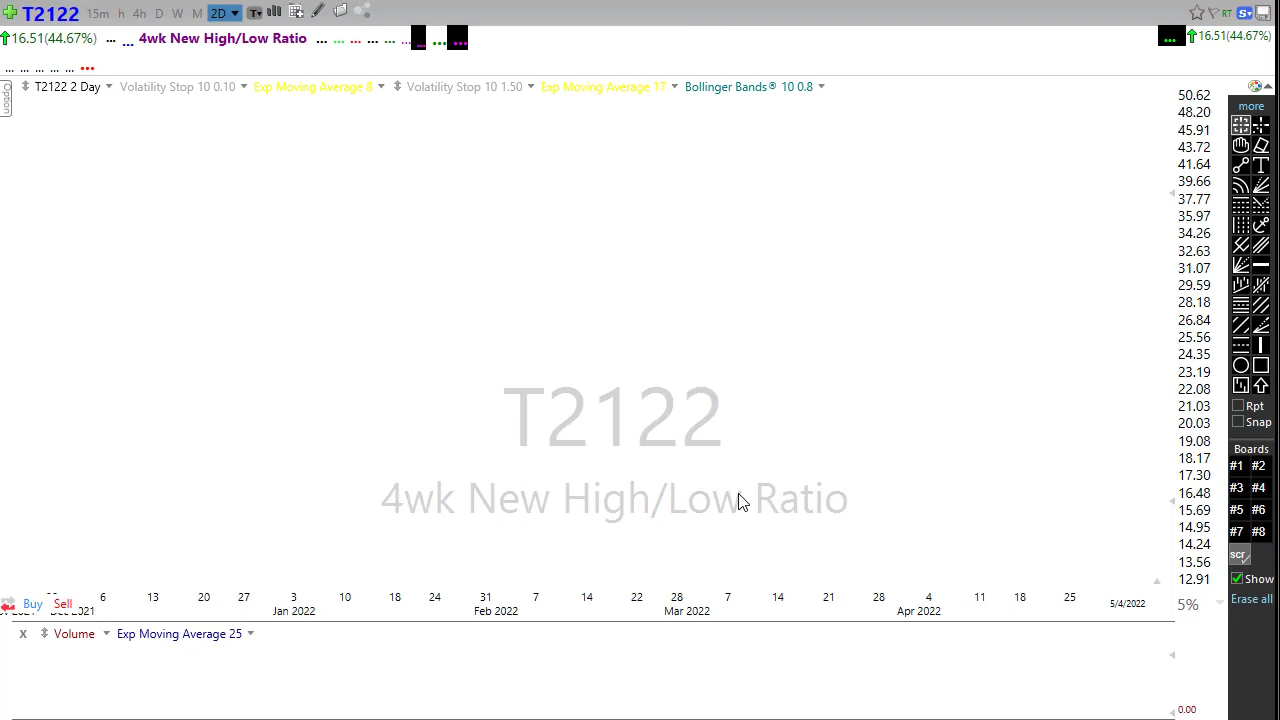 T2122 15m h 4h D W M 2D T RT S
16.51(44.67%) ... ... 4wk New High/Low Ratio ... ... ... ... ... ... ... ... ... ... 16.51(44.67%)
... ... ... ... ... ...
Option
T2122 2 Day Volatility Stop 10 0.10 Exp Moving Average 8 Volatility Stop 10 1.50 Exp Moving Average 17 Bollinger Bands® 10 0.8
50.62
48.20
45.91
43.72
41.64
39.66
37.77
35.97
34.26
32.63
31.07
29.59
28.18
26.84
25.56
24.35
23.19
22.08
21.03
20.03
19.08
18.17
17.30
16.48
15.69
14.95
14.24
13.56
12.91
more
Rpt
Snap
Boards
#1 #2
#3 #4
#5 #6
#7 #8
scr
Show
Erase all
T2122
4wk New High/Low Ratio
6 13 20 27 3 10 18 24 31 7 14 22 28 7 14 21 28 4 11 18 25
Dec 2021 Jan 2022 Feb 2022 Mar 2022 Apr 2022
5/4/2022
5%
Buy Sell
X Volume Exp Moving Average 25
0.00